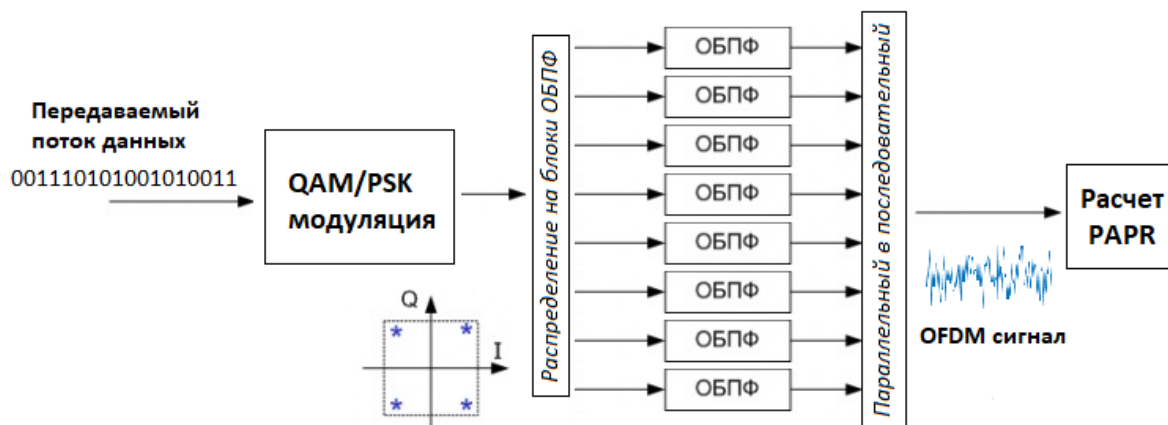 Передаваемый
поток данных
001110101001010011
QAM/PSK
модуляция
Q
I
Распределение на блоки ОБПФ
ОБПФ
ОБПФ
ОБПФ
ОБПФ
ОБПФ
ОБПФ
ОБПФ
ОБПФ
Параллельный в последовательный
OFDM сигнал
Расчет
PAPR